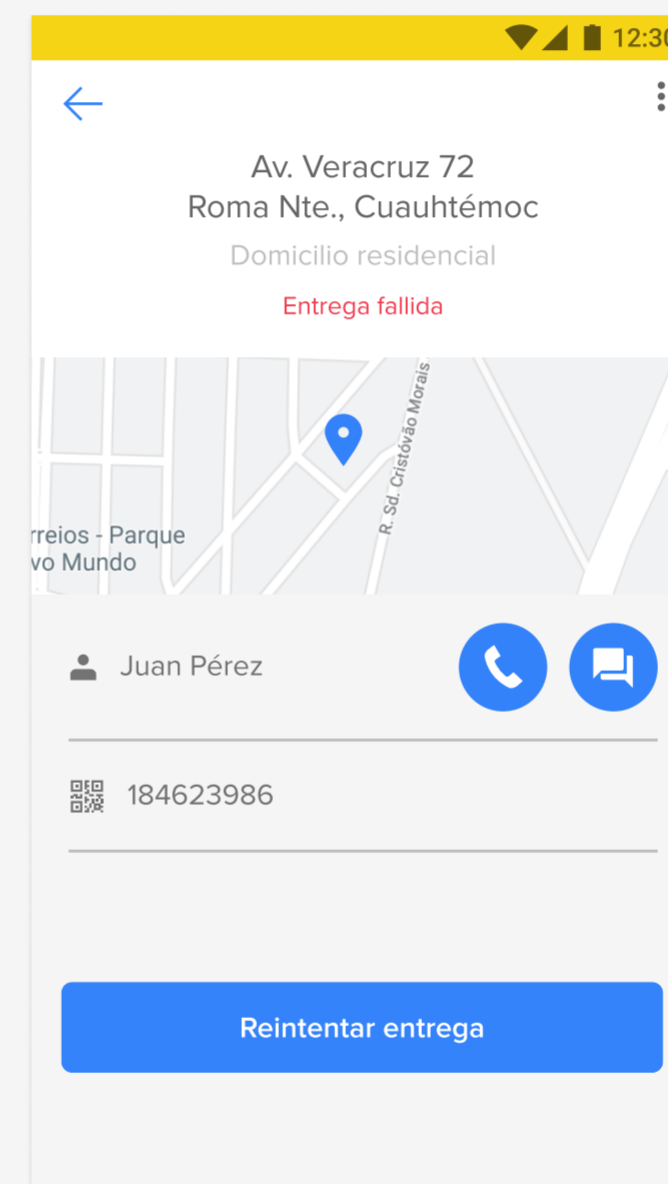 12:30
Av. Veracruz 72
Roma Nte., Cuauhtémoc
Domicilio residencial
Entrega fallida
R. Sd. Cristóvão Morais
rreios - Parque
vo Mundo
Juan Pérez
184623986
Reintentar entrega